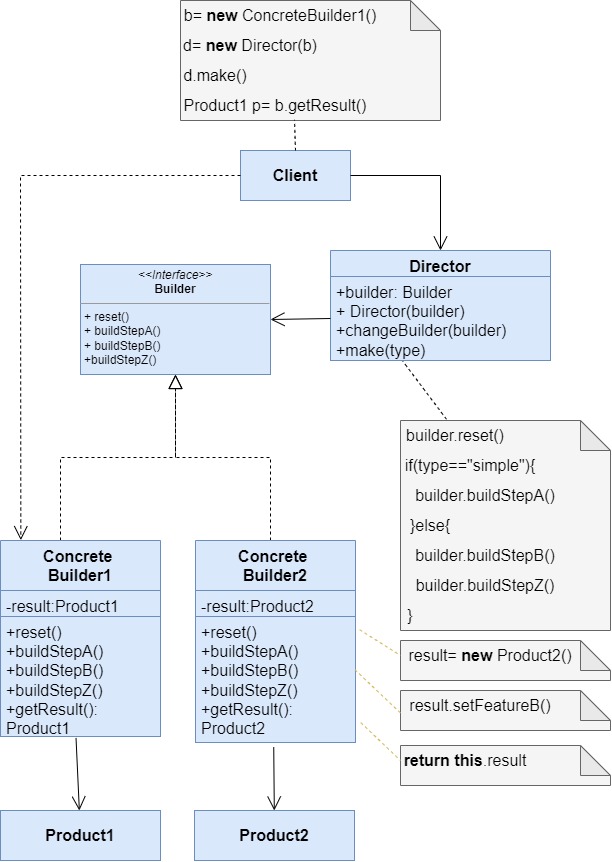 b= new ConcreteBuilder1()
d= new Director(b)
d.make()
Product1 p= b.getResult()
Client
<<Interface>>
Builder
+ reset()
+ buildStepA()
+ buildStepB()
+buildStepZ()
Director
+builder: Builder
+ Director(builder)
+changeBuilder(builder)
+make(type)
builder.reset()
if(type=="simple"){
builder.buildStepA()
}else{
builder.buildStepB()
builder.buildStepZ()
}
Concrete
Builder1
-result:Product1
+reset()
+buildStepA()
+buildStepB()
+buildStepZ()
+getResult():
Product1
Concrete
Builder2
-result:Product2
+reset()
+buildStepA()
+buildStepB()
+buildStepZ()
+getResult():
Product2
result= new Product2()
result.setFeatureB()
return this.result
Product1
Product2